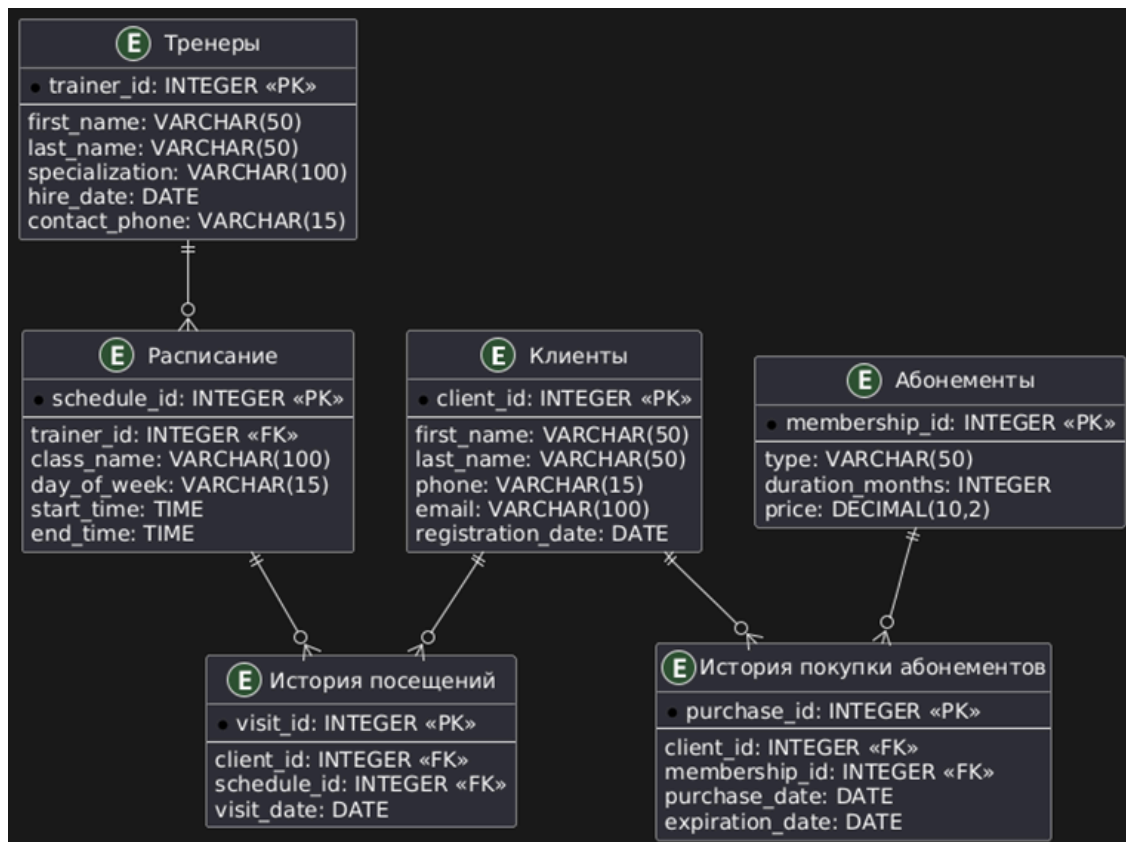 E Тренеры
trainer_id: INTEGER «PK»
first_name: VARCHAR(50)
last_name: VARCHAR(50)
specialization: VARCHAR(100)
hire_date: DATE
contact_phone: VARCHAR(15)
E Расписание
schedule_id: INTEGER «PK»
trainer_id: INTEGER «FK»
class_name: VARCHAR(100)
day_of_week: VARCHAR(15)
start_time: TIME
end_time: TIME
E Клиенты
client_id: INTEGER «PK»
first_name: VARCHAR(50)
last_name: VARCHAR(50)
phone: VARCHAR(15)
email: VARCHAR(100)
registration_date: DATE
E Абонементы
membership_id: INTEGER «PK»
type: VARCHAR(50)
duration_months: INTEGER
price: DECIMAL(10,2)
E История посещений
visit_id: INTEGER «PK»
client_id: INTEGER «FK»
schedule_id: INTEGER «FK»
visit_date: DATE
E История покупки абонементов
purchase_id: INTEGER «PK»
client_id: INTEGER «FK»
membership_id: INTEGER «FK»
purchase_date: DATE
expiration_date: DATE